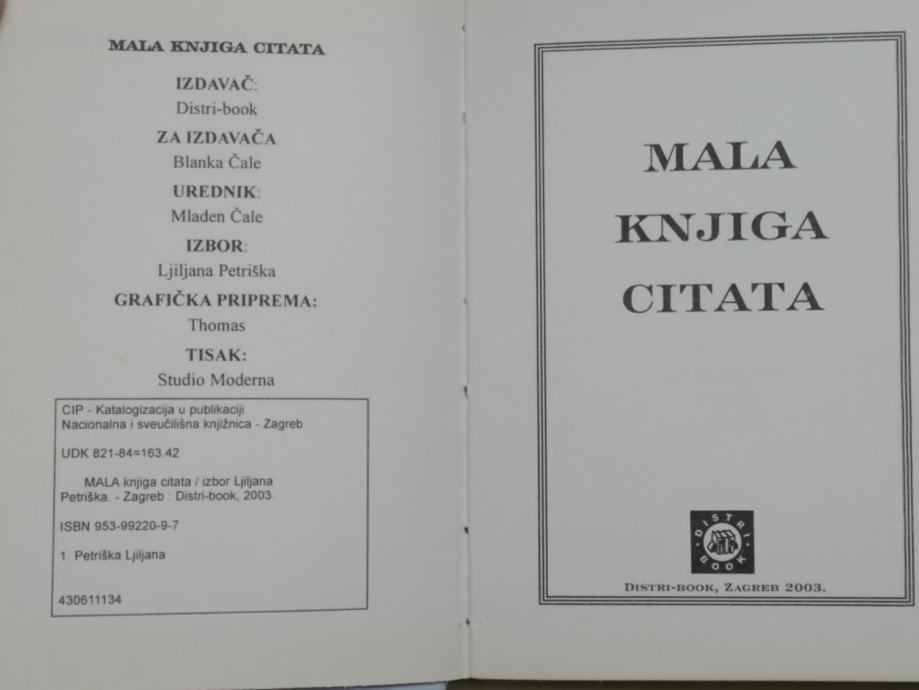 MALA KNJIGA CITATA
IZDAVAČ:
Distri-book
ZA IZDAVAČA
Blanka Čale
UREDNIK:
Mladen Čale
IZBOR:
Ljiljana Petriška
GRAFIČKA PRIPREMA:
Thomas
TISAK:
Studio Moderna
CIP - Katalogizacija u publikaciji
Nacionalna i sveučilišna knjižnica - Zagreb
UDK 821-84=163.42
MALA knjiga citata / izbor Ljiljana
Petriška. - Zagreb : Distri-book, 2003.
ISBN 953-99220-9-7
1. Petriška Ljiljana
430611134
MALA
KNJIGA
CITATA
DISTRI
BOOK
DISTRI-BOOK, ZAGREB 2003.